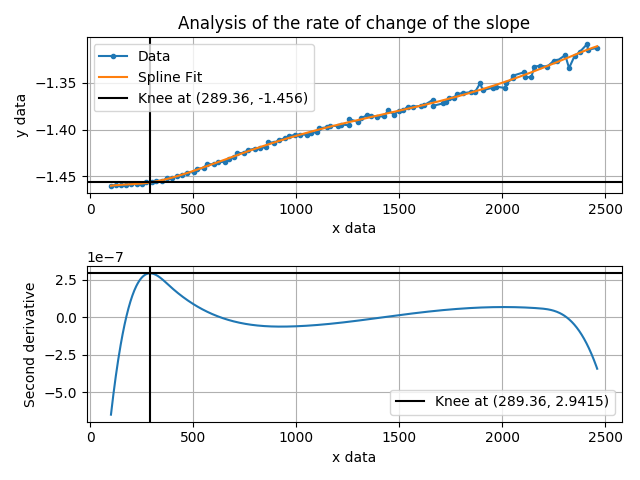 Analysis of the rate of change of the slope
Data
Spline Fit
Knee at (289.36, -1.456)
−1.35
−1.40
−1.45
y data
0 500 1000 1500 2000 2500
x data
1e−7
2.5
0.0
−2.5
−5.0
Second derivative
Knee at (289.36, 2.9415)
0 500 1000 1500 2000 2500
x data